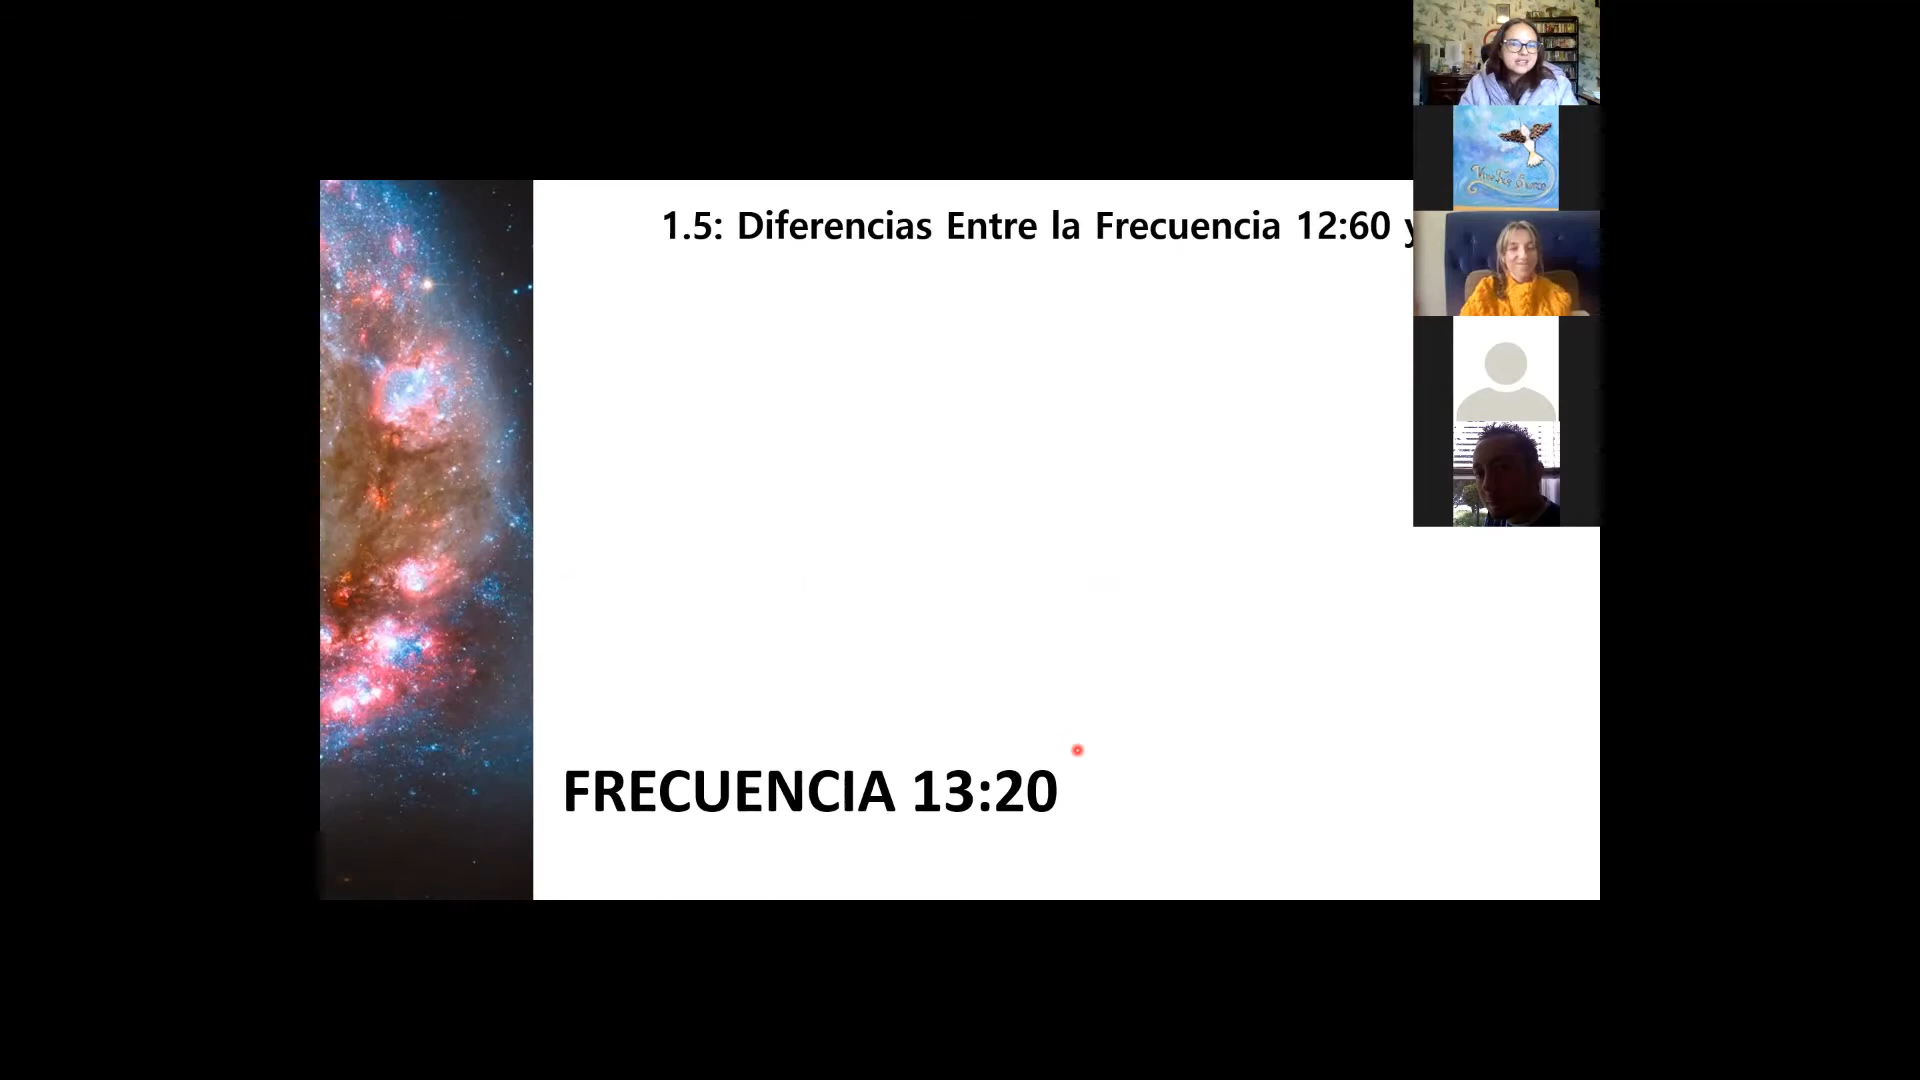 1.5: Diferencias Entre la Frecuencia 12:60 y
FRECUENCIA 13:20